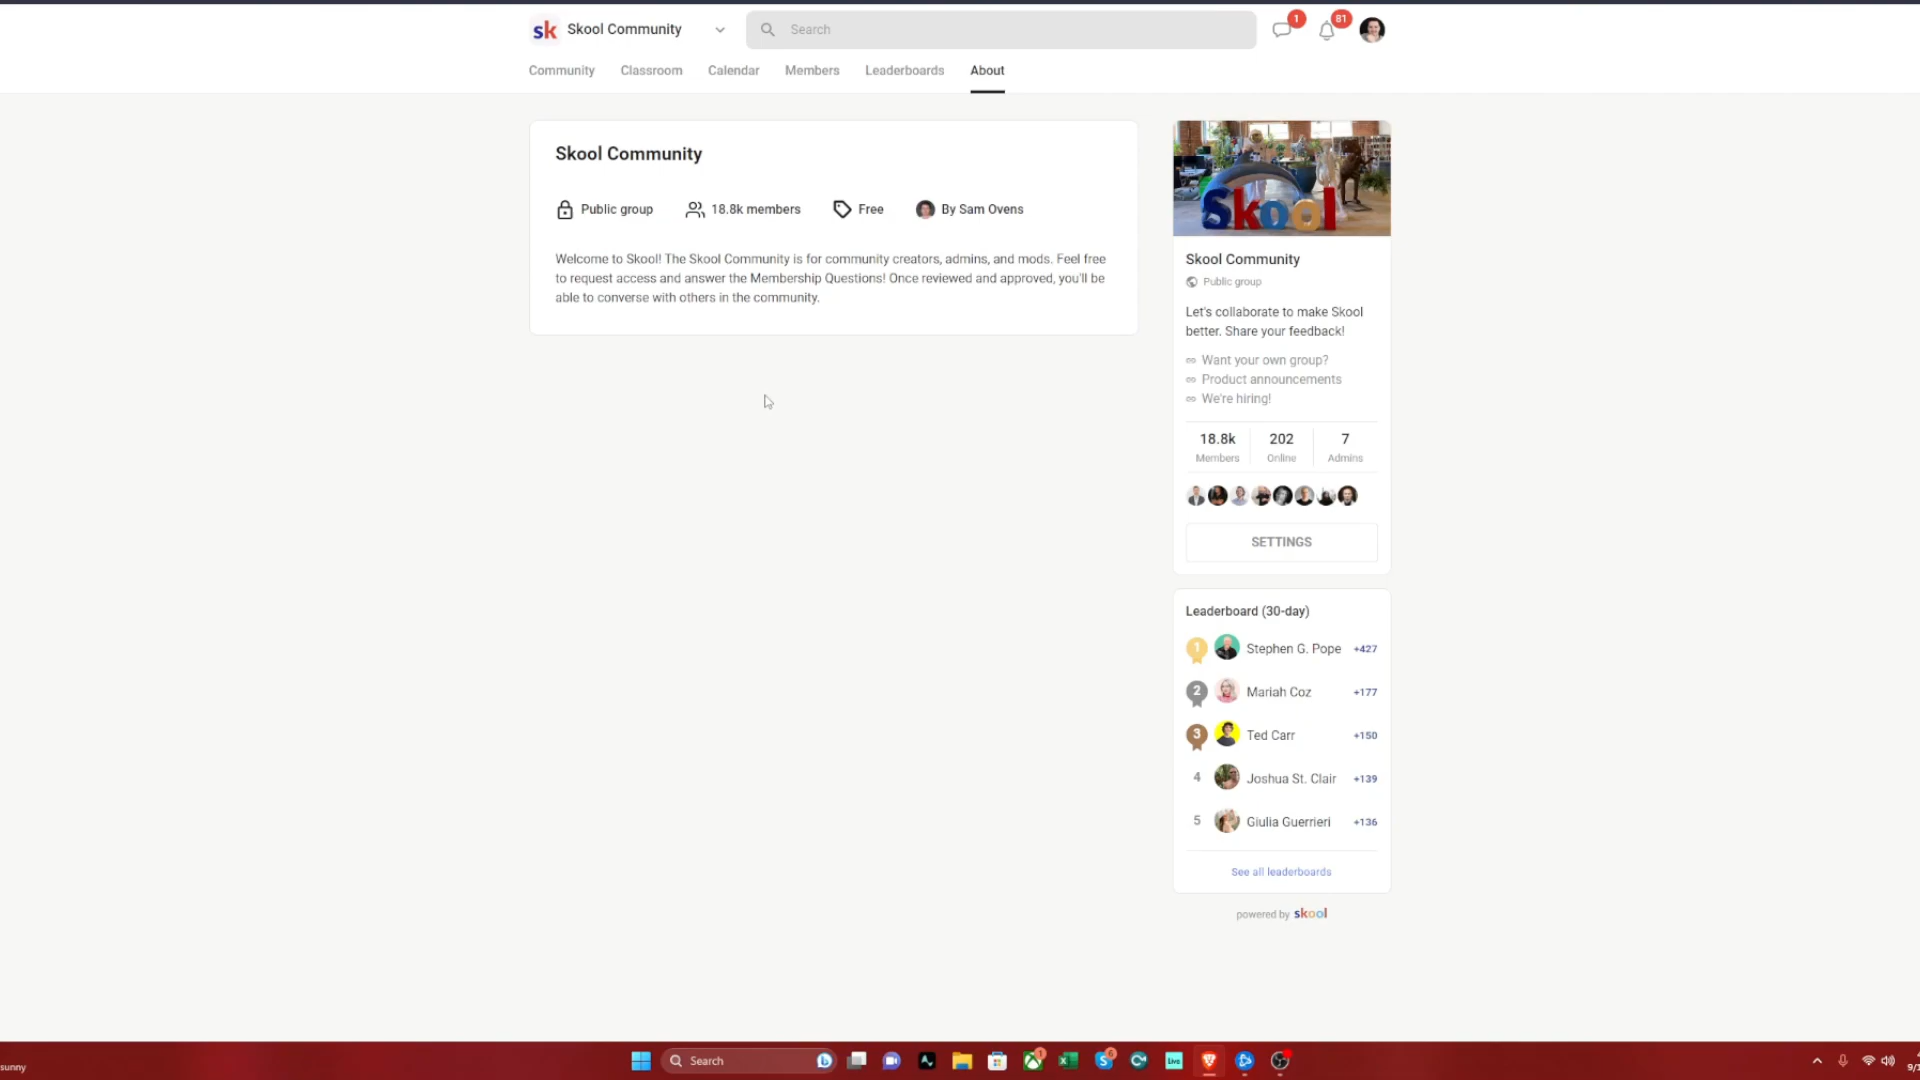 sk Skool Community
Search
1
81
Community Classroom Calendar Members Leaderboards About
Skool Community
Public group 18.8k members Free By Sam Ovens
Welcome to Skool! The Skool Community is for community creators, admins, and mods. Feel free
to request access and answer the Membership Questions! Once reviewed and approved, you'll be
able to converse with others in the community.
Skool
Skool Community
Public group
Let's collaborate to make Skool
better. Share your feedback!
Want your own group?
Product announcements
We're hiring!
18.8k 202 7
Members Online Admins
SETTINGS
Leaderboard (30-day)
1 Stephen G. Pope +427
2 Mariah Coz +177
3 Ted Carr +150
4 Joshua St. Clair +139
5 Giulia Guerrieri +136
See all leaderboards
powered by skool
sunny
Search
1
6
Live